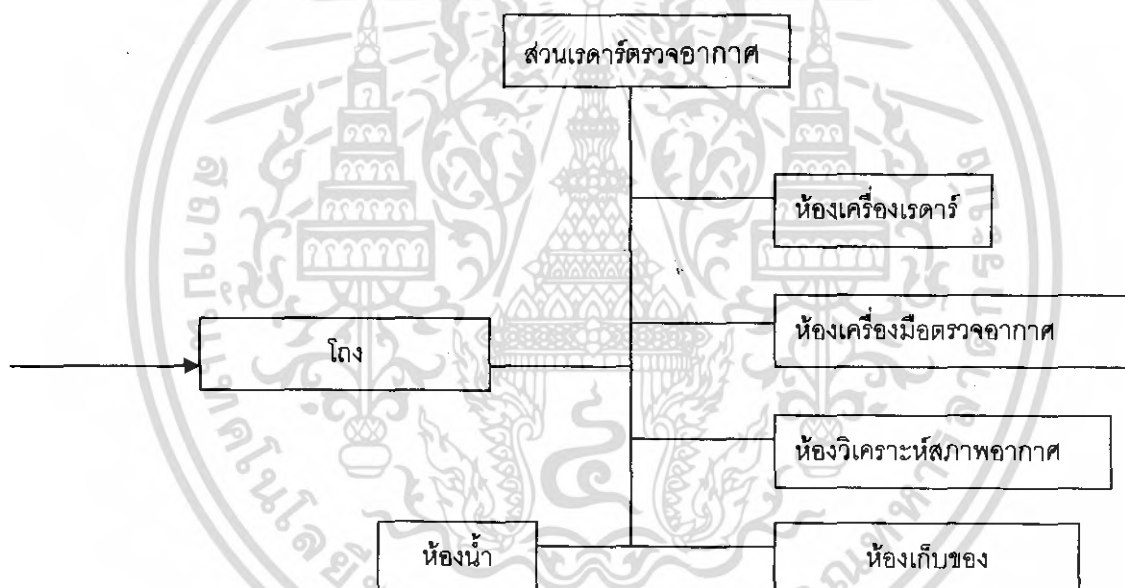 ส่วนเรดาร์ตรวจอากาศ
ห้องเครื่องเรดาร์
ห้องเครื่องมือตรวจอากาศ
โถง
ห้องวิเคราะห์สภาพอากาศ
ห้องน้ำ
ห้องเก็บของ